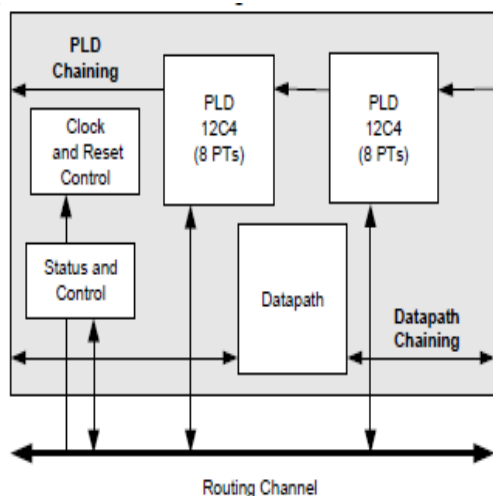 PLD
Chaining
PLD
12C4
(8 PTs)
PLD
12C4
(8 PTs)
Clock
and Reset
Control
Status and
Control
Datapath
Datapath
Chaining
Routing Channel